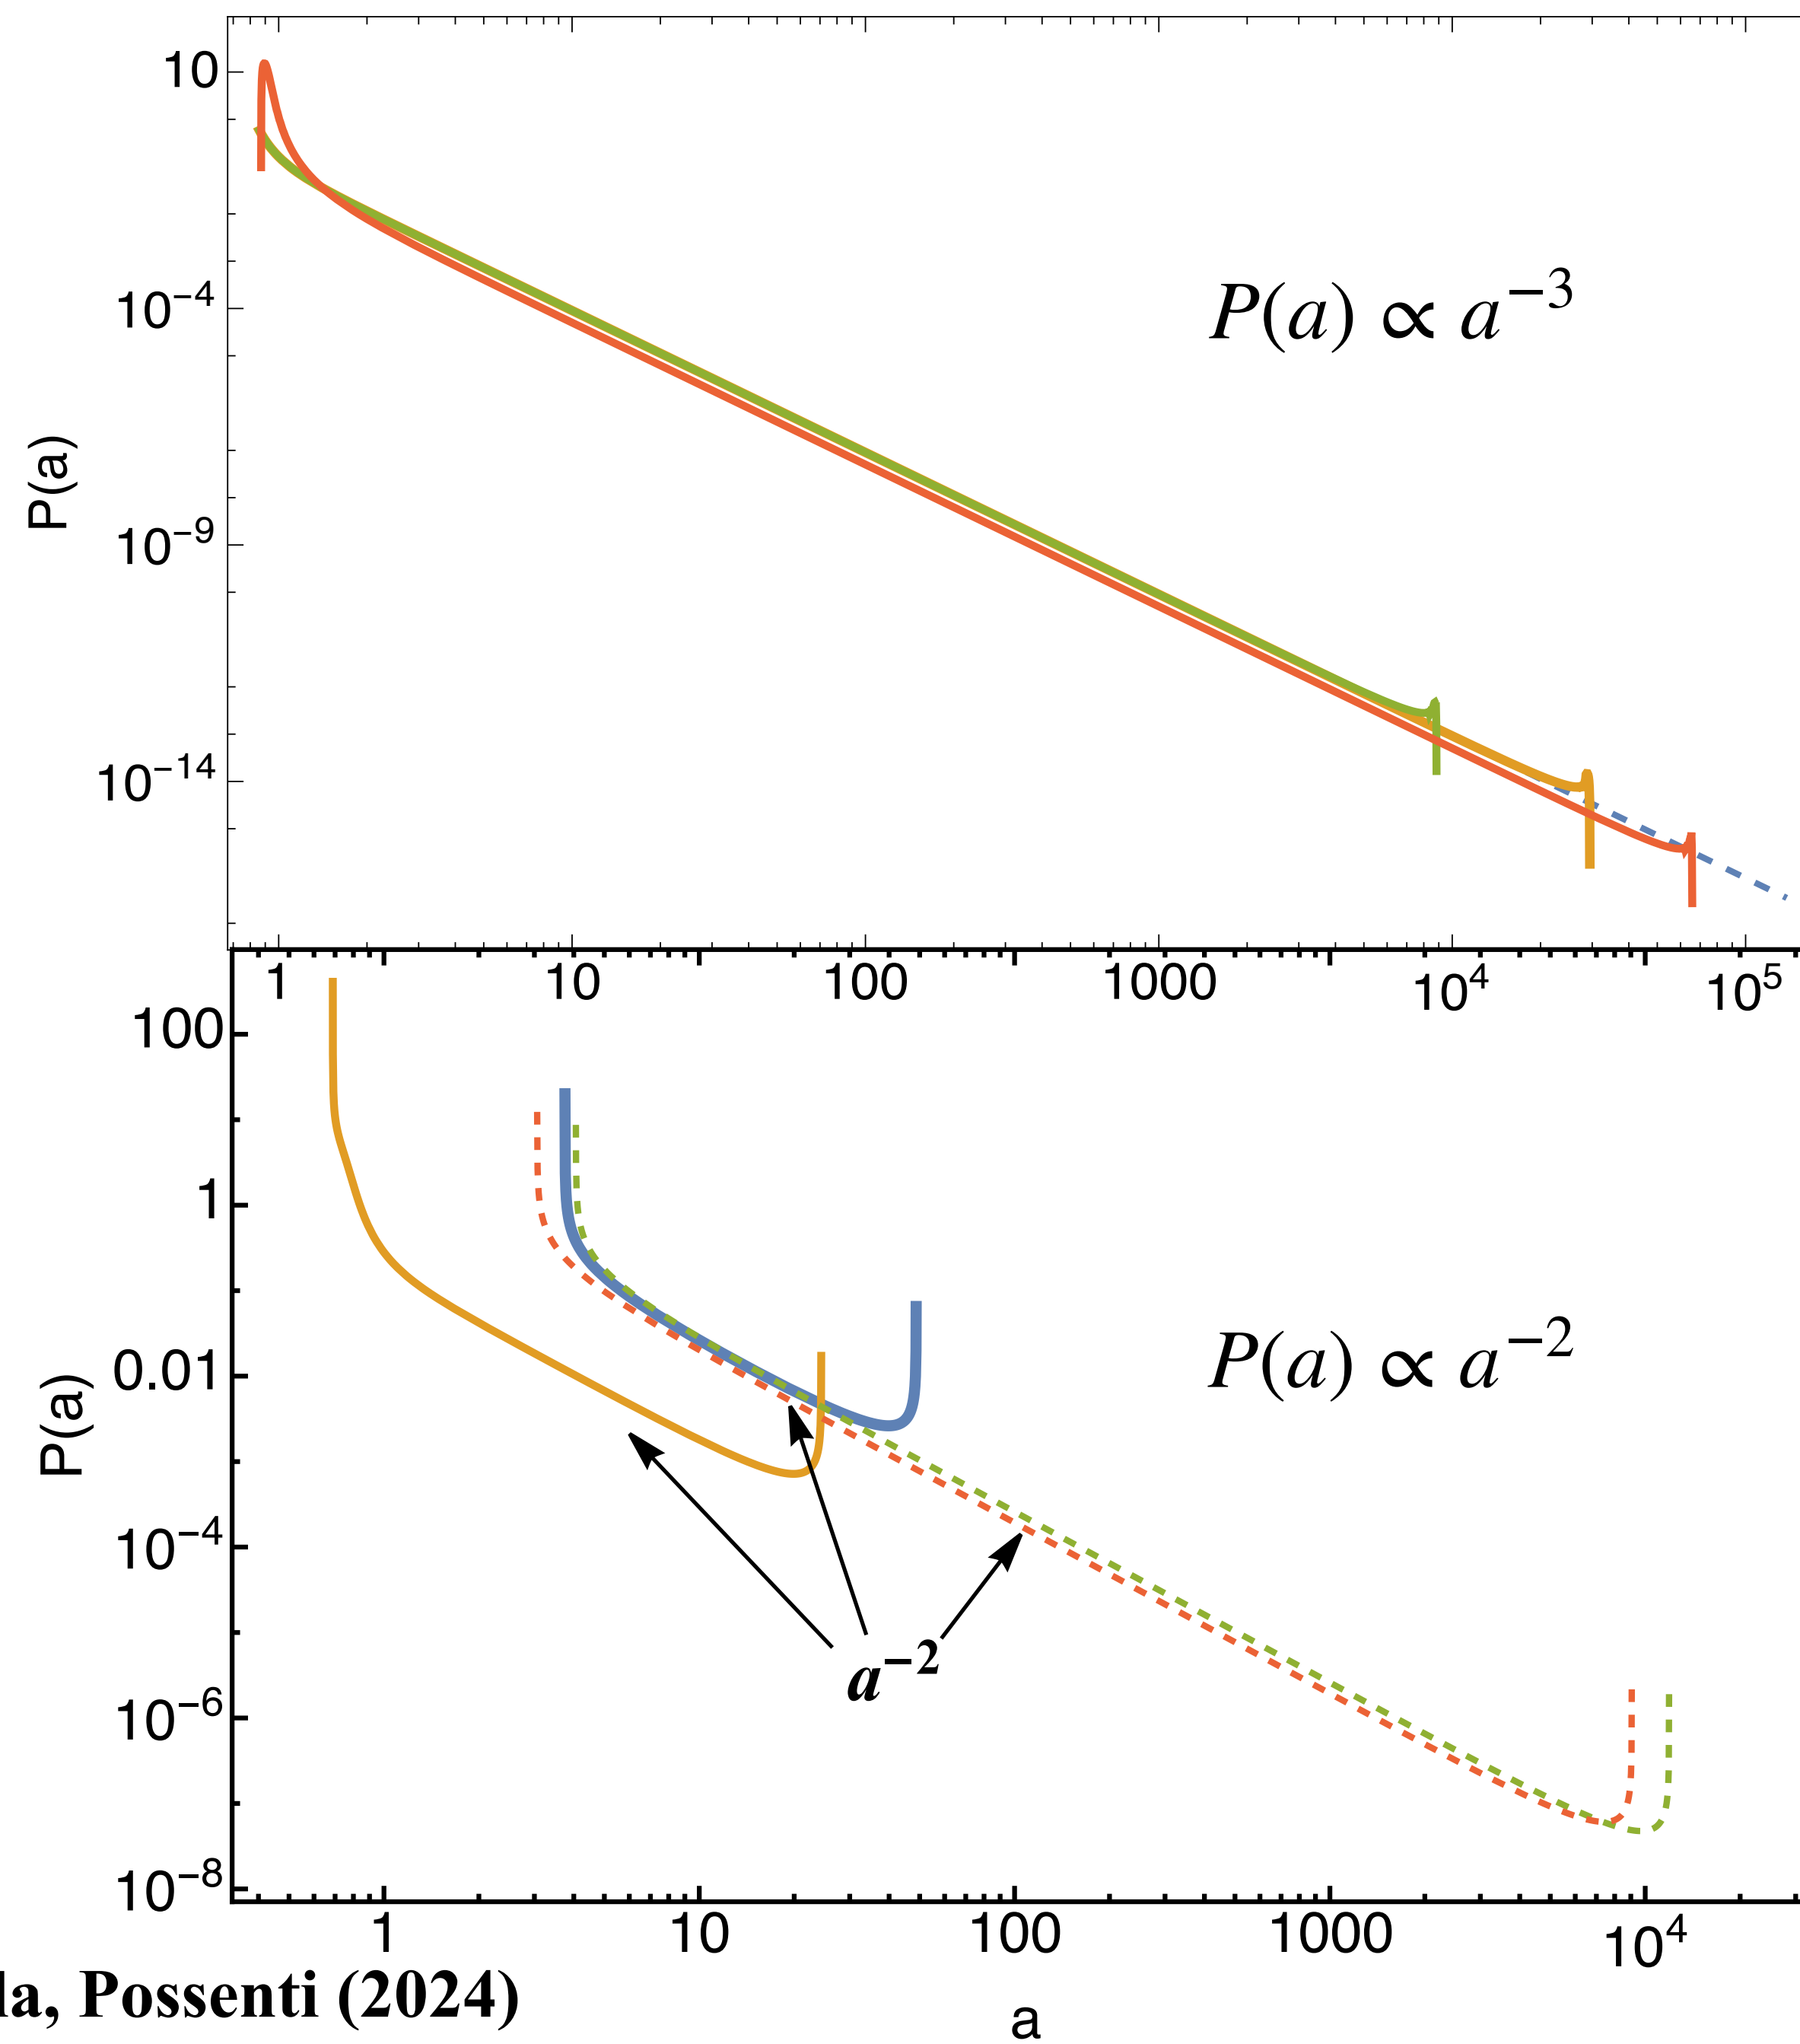 10
10−4
10−9
10−14
P(a)
P(a) ∝ a−3
1 10 100 1000 10⁴ 10⁵
100
1
0.01
10−4
10−6
10−8
P(a)
P(a) ∝ a−2
a−2
1 10 100 1000 10⁴
a
la, Possenti (2024)